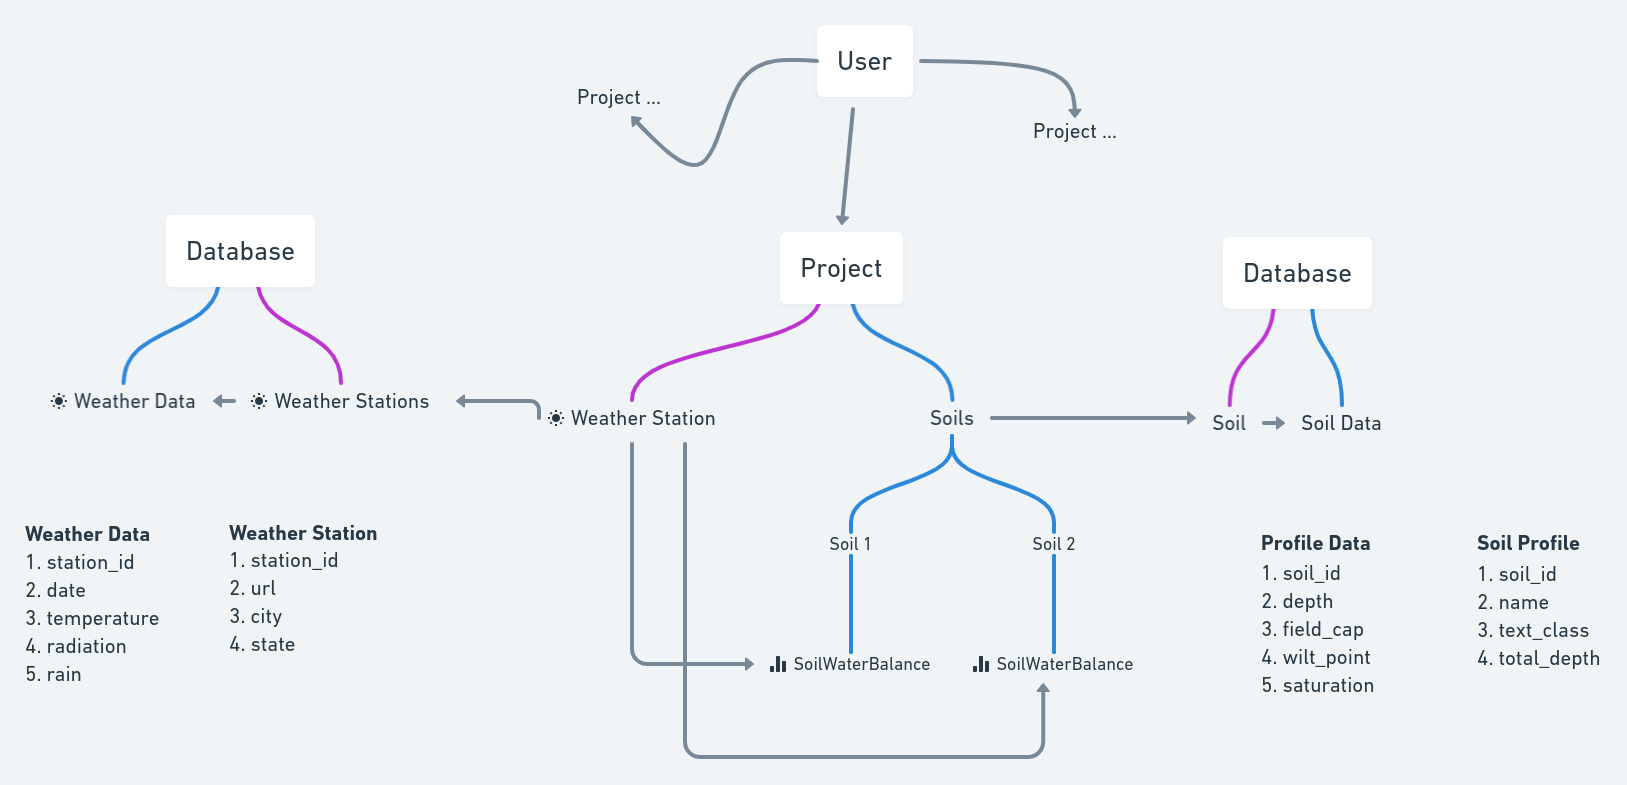 User
Project ...
Project ...
Database
Project
Database
Weather Data
Weather Stations
Weather Station
Soils
Soil
Soil Data
Soil 1
Soil 2
SoilWaterBalance
SoilWaterBalance
Weather Data
1. station_id
2. date
3. temperature
4. radiation
5. rain
Weather Station
1. station_id
2. url
3. city
4. state
Profile Data
1. soil_id
2. depth
3. field_cap
4. wilt_point
5. saturation
Soil Profile
1. soil_id
2. name
3. text_class
4. total_depth